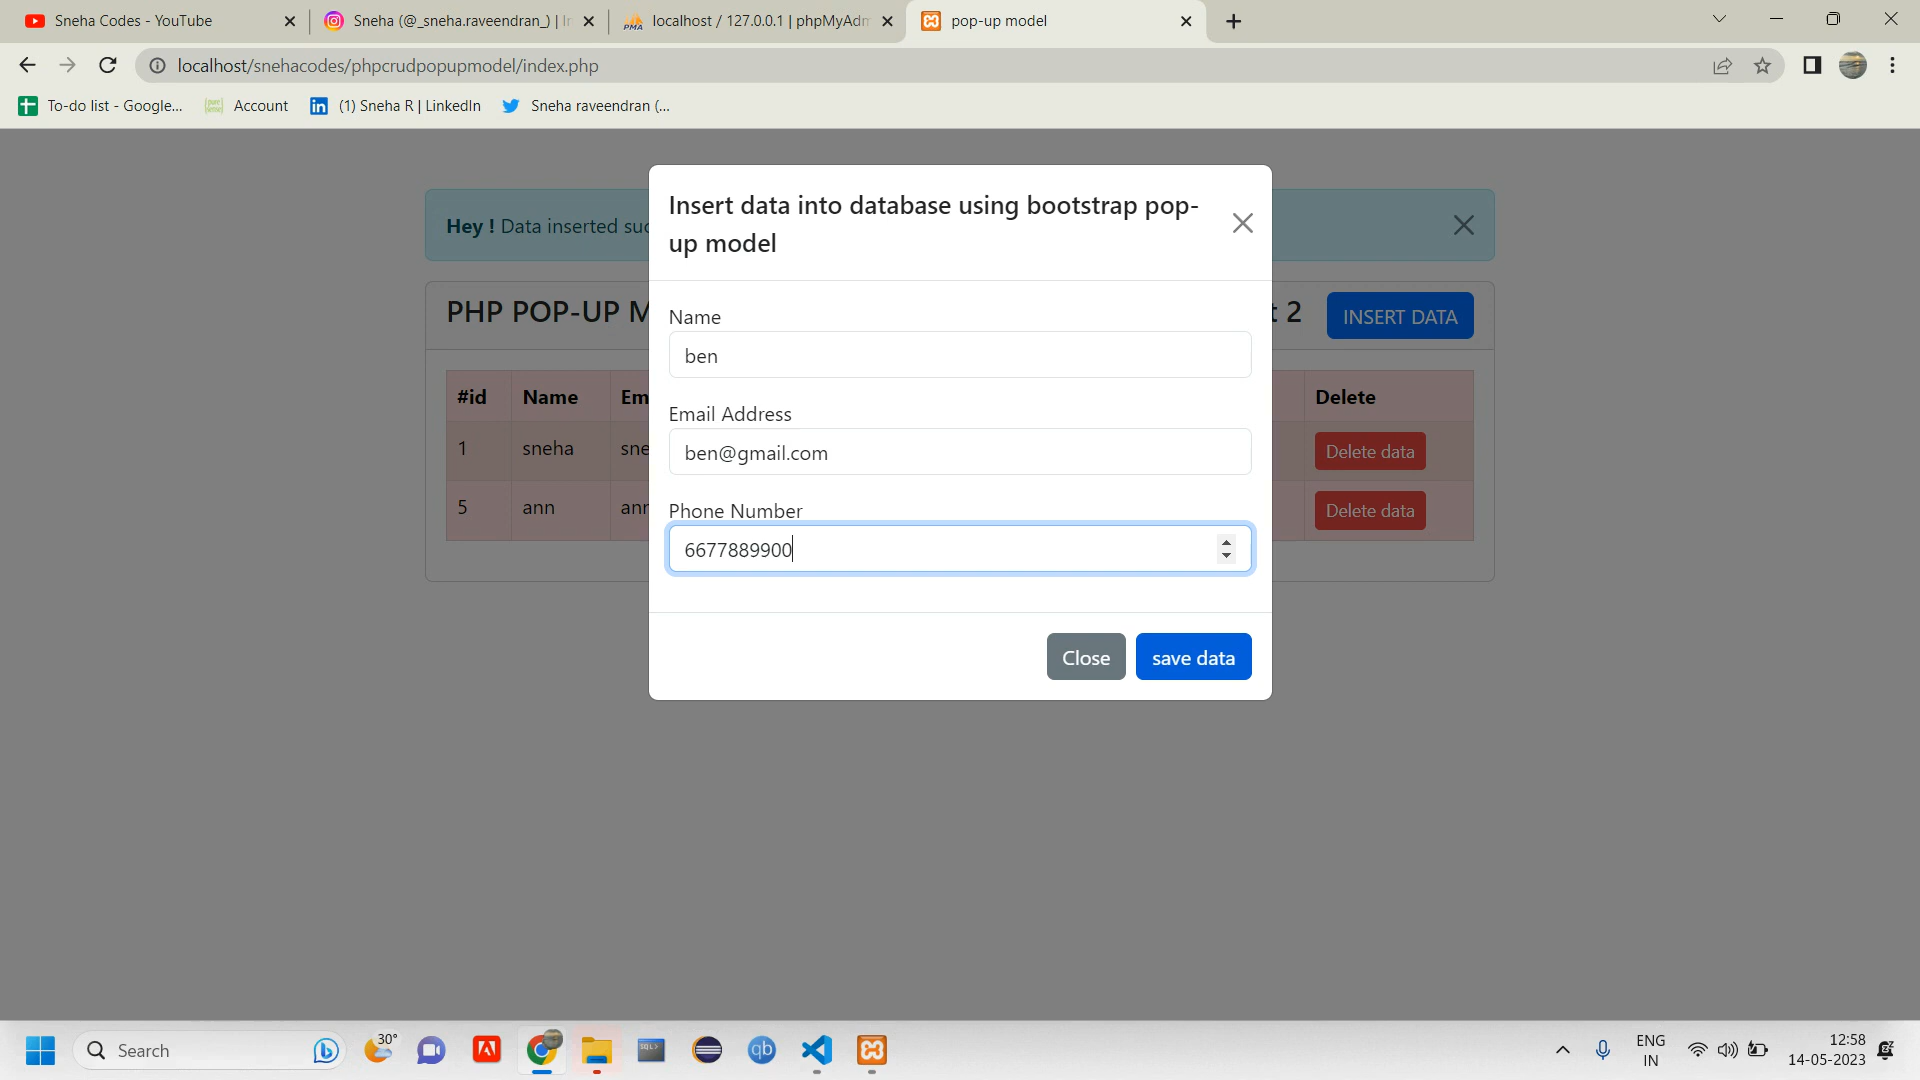 Sneha Codes - YouTube
Sneha (@_sneha.raveendran_) | In
localhost / 127.0.0.1 | phpMyAdm
pop-up model
localhost/snehacodes/phpcrudpopupmodel/index.php
To-do list - Google...
Account
(1) Sneha R | LinkedIn
Sneha raveendran (...
Hey ! Data inserted suc
PHP POP-UP M
t 2
INSERT DATA
#id
Name
Em
Delete
1
sneha
sne
Delete data
5
ann
ann
Delete data
Insert data into database using bootstrap pop-
up model
Name
ben
Email Address
ben@gmail.com
Phone Number
6677889900
Close
save data
Search
30°
SQL>
qb
ENG
IN
12:58
14-05-2023